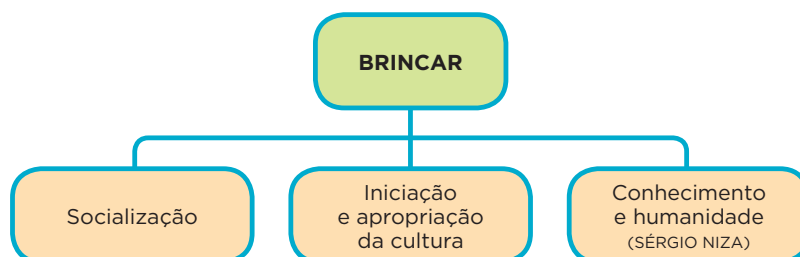 BRINCAR
Socialização
Iniciação
e apropriação
da cultura
Conhecimento
e humanidade
(SÉRGIO NIZA)